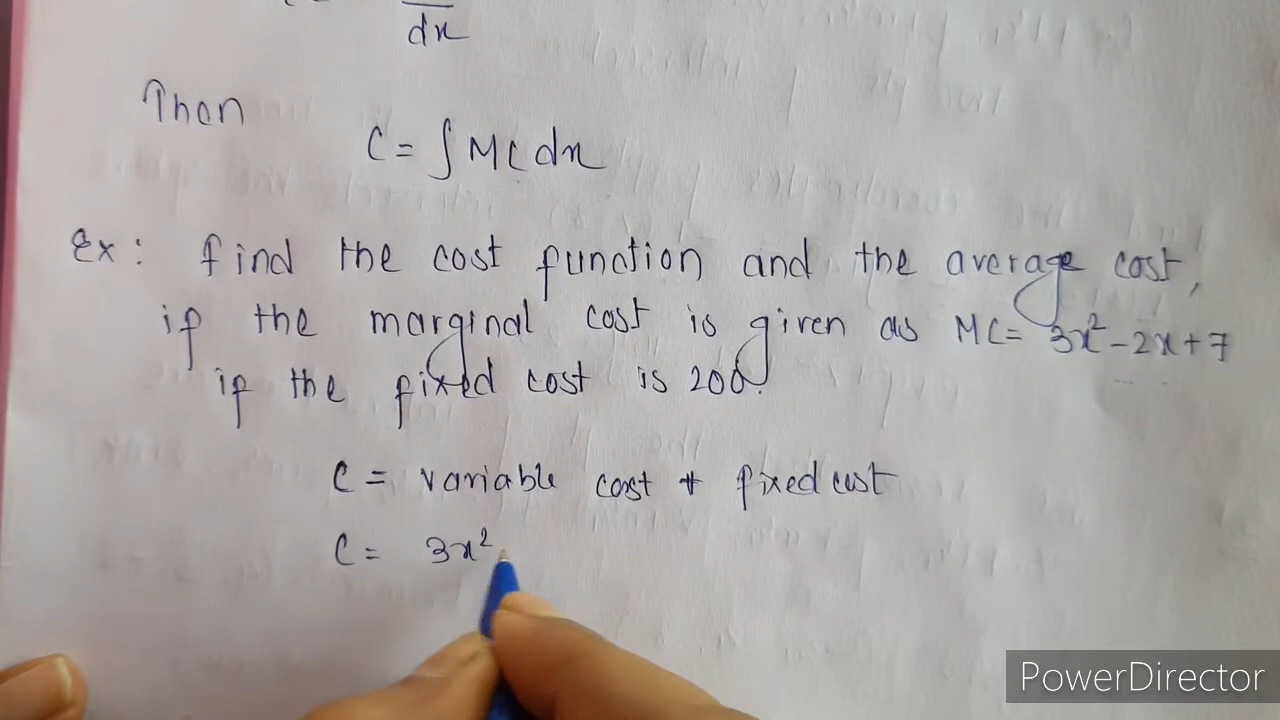 dx
Then
C = ∫ MC dx
Ex: find the cost function and the average cost,
if the marginal cost is given as MC = 3x² - 2x + 7
if the fixed cost is 200.
C = variable cost + fixed cost
C = 3x²
PowerDirector